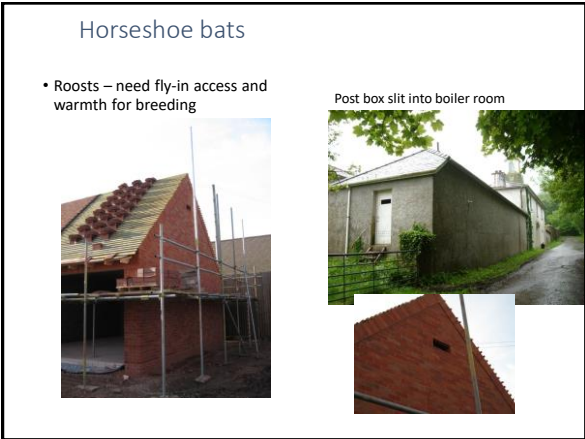 Horseshoe bats
• Roosts – need fly-in access and
warmth for breeding
Post box slit into boiler room